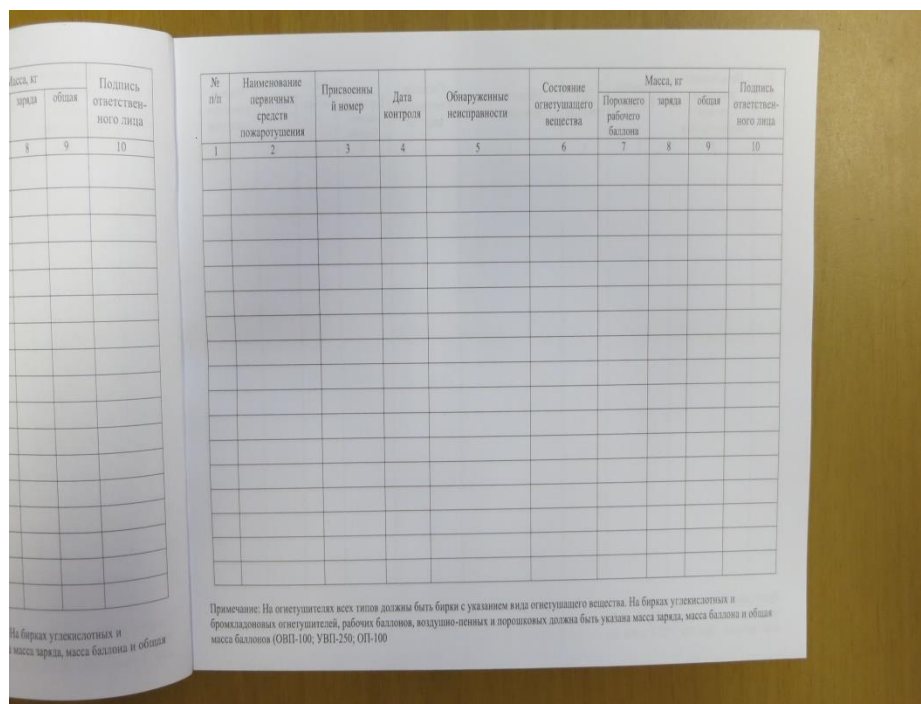 Масса, кг
Подпись
ответствен-
ного лица
заряда
общая
8
9
10
На бирках углекислотных и
масса заряда, масса баллона и общая
№
п/п
Наименование
первичных
средств
пожаротушения
Присвоенны
й номер
Дата
контроля
Обнаруженные
неисправности
Состояние
огнетушащего
вещества
Масса, кг
Порожнего
рабочего
баллона
заряда
общая
Подпись
ответствен-
ного лица
1
2
3
4
5
6
7
8
9
10
Примечание: На огнетушителях всех типов должны быть бирки с указанием вида огнетушащего вещества. На бирках углекислотных и
бромхладоновых огнетушителей, рабочих баллонов, воздушно-пенных и порошковых должна быть указана масса заряда, масса баллона и общая
масса баллонов (ОВП-100; УВП-250; ОП-100